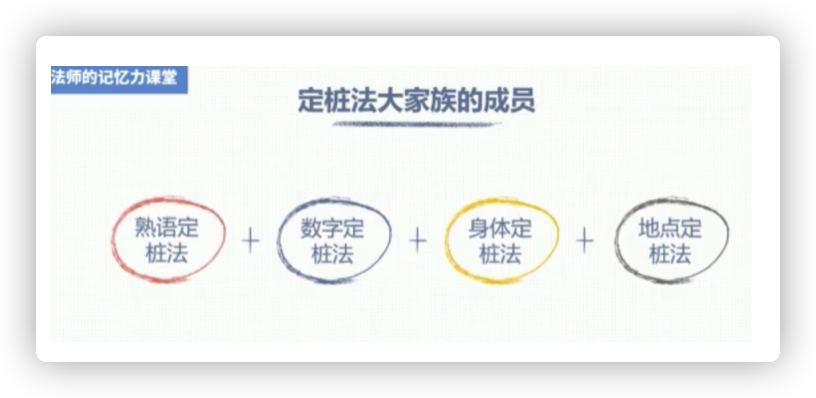 法师的记忆力课堂
定桩法大家族的成员
熟语定
桩法
+
数字定
桩法
+
身体定
桩法
+
地点定
桩法